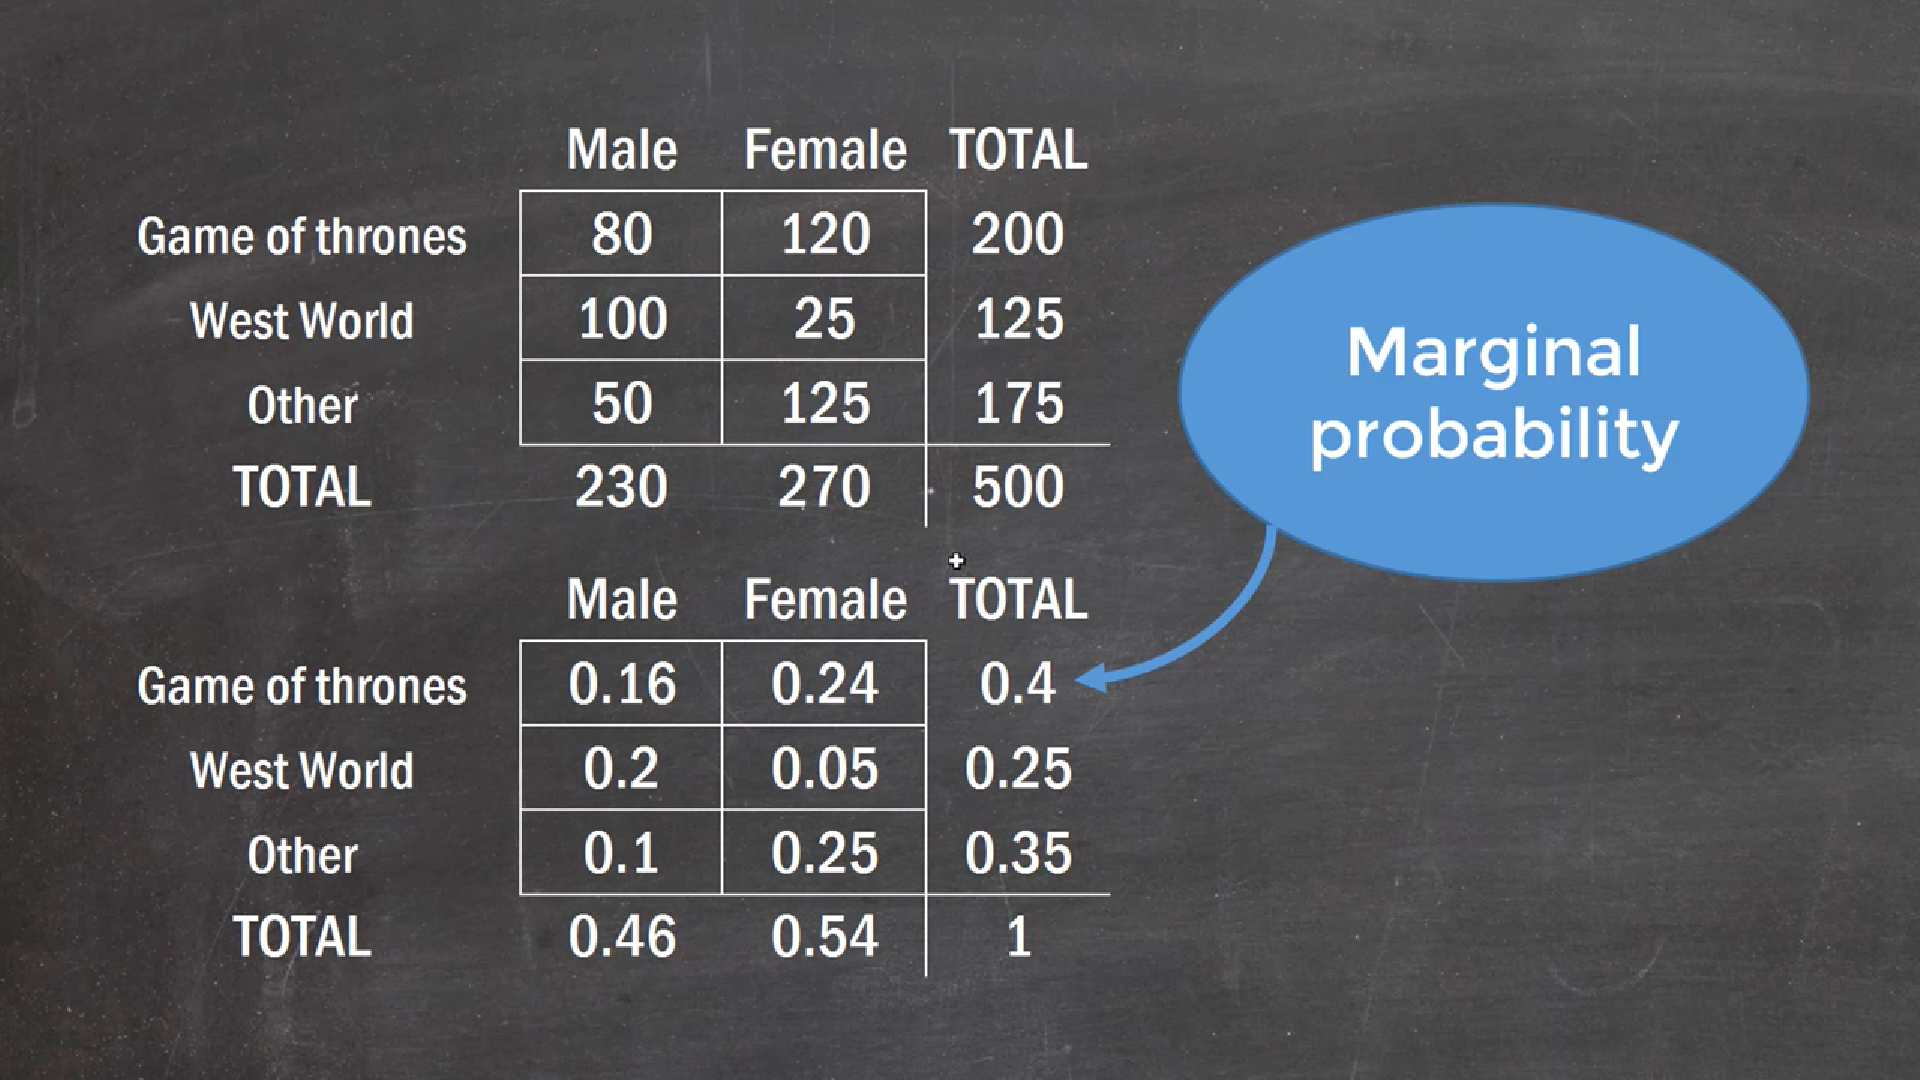 Male Female TOTAL
Game of thrones 80 120 200
West World 100 25 125
Other 50 125 175
TOTAL 230 270 500
Marginal
probability
Male Female TOTAL
Game of thrones 0.16 0.24 0.4
West World 0.2 0.05 0.25
Other 0.1 0.25 0.35
TOTAL 0.46 0.54 1